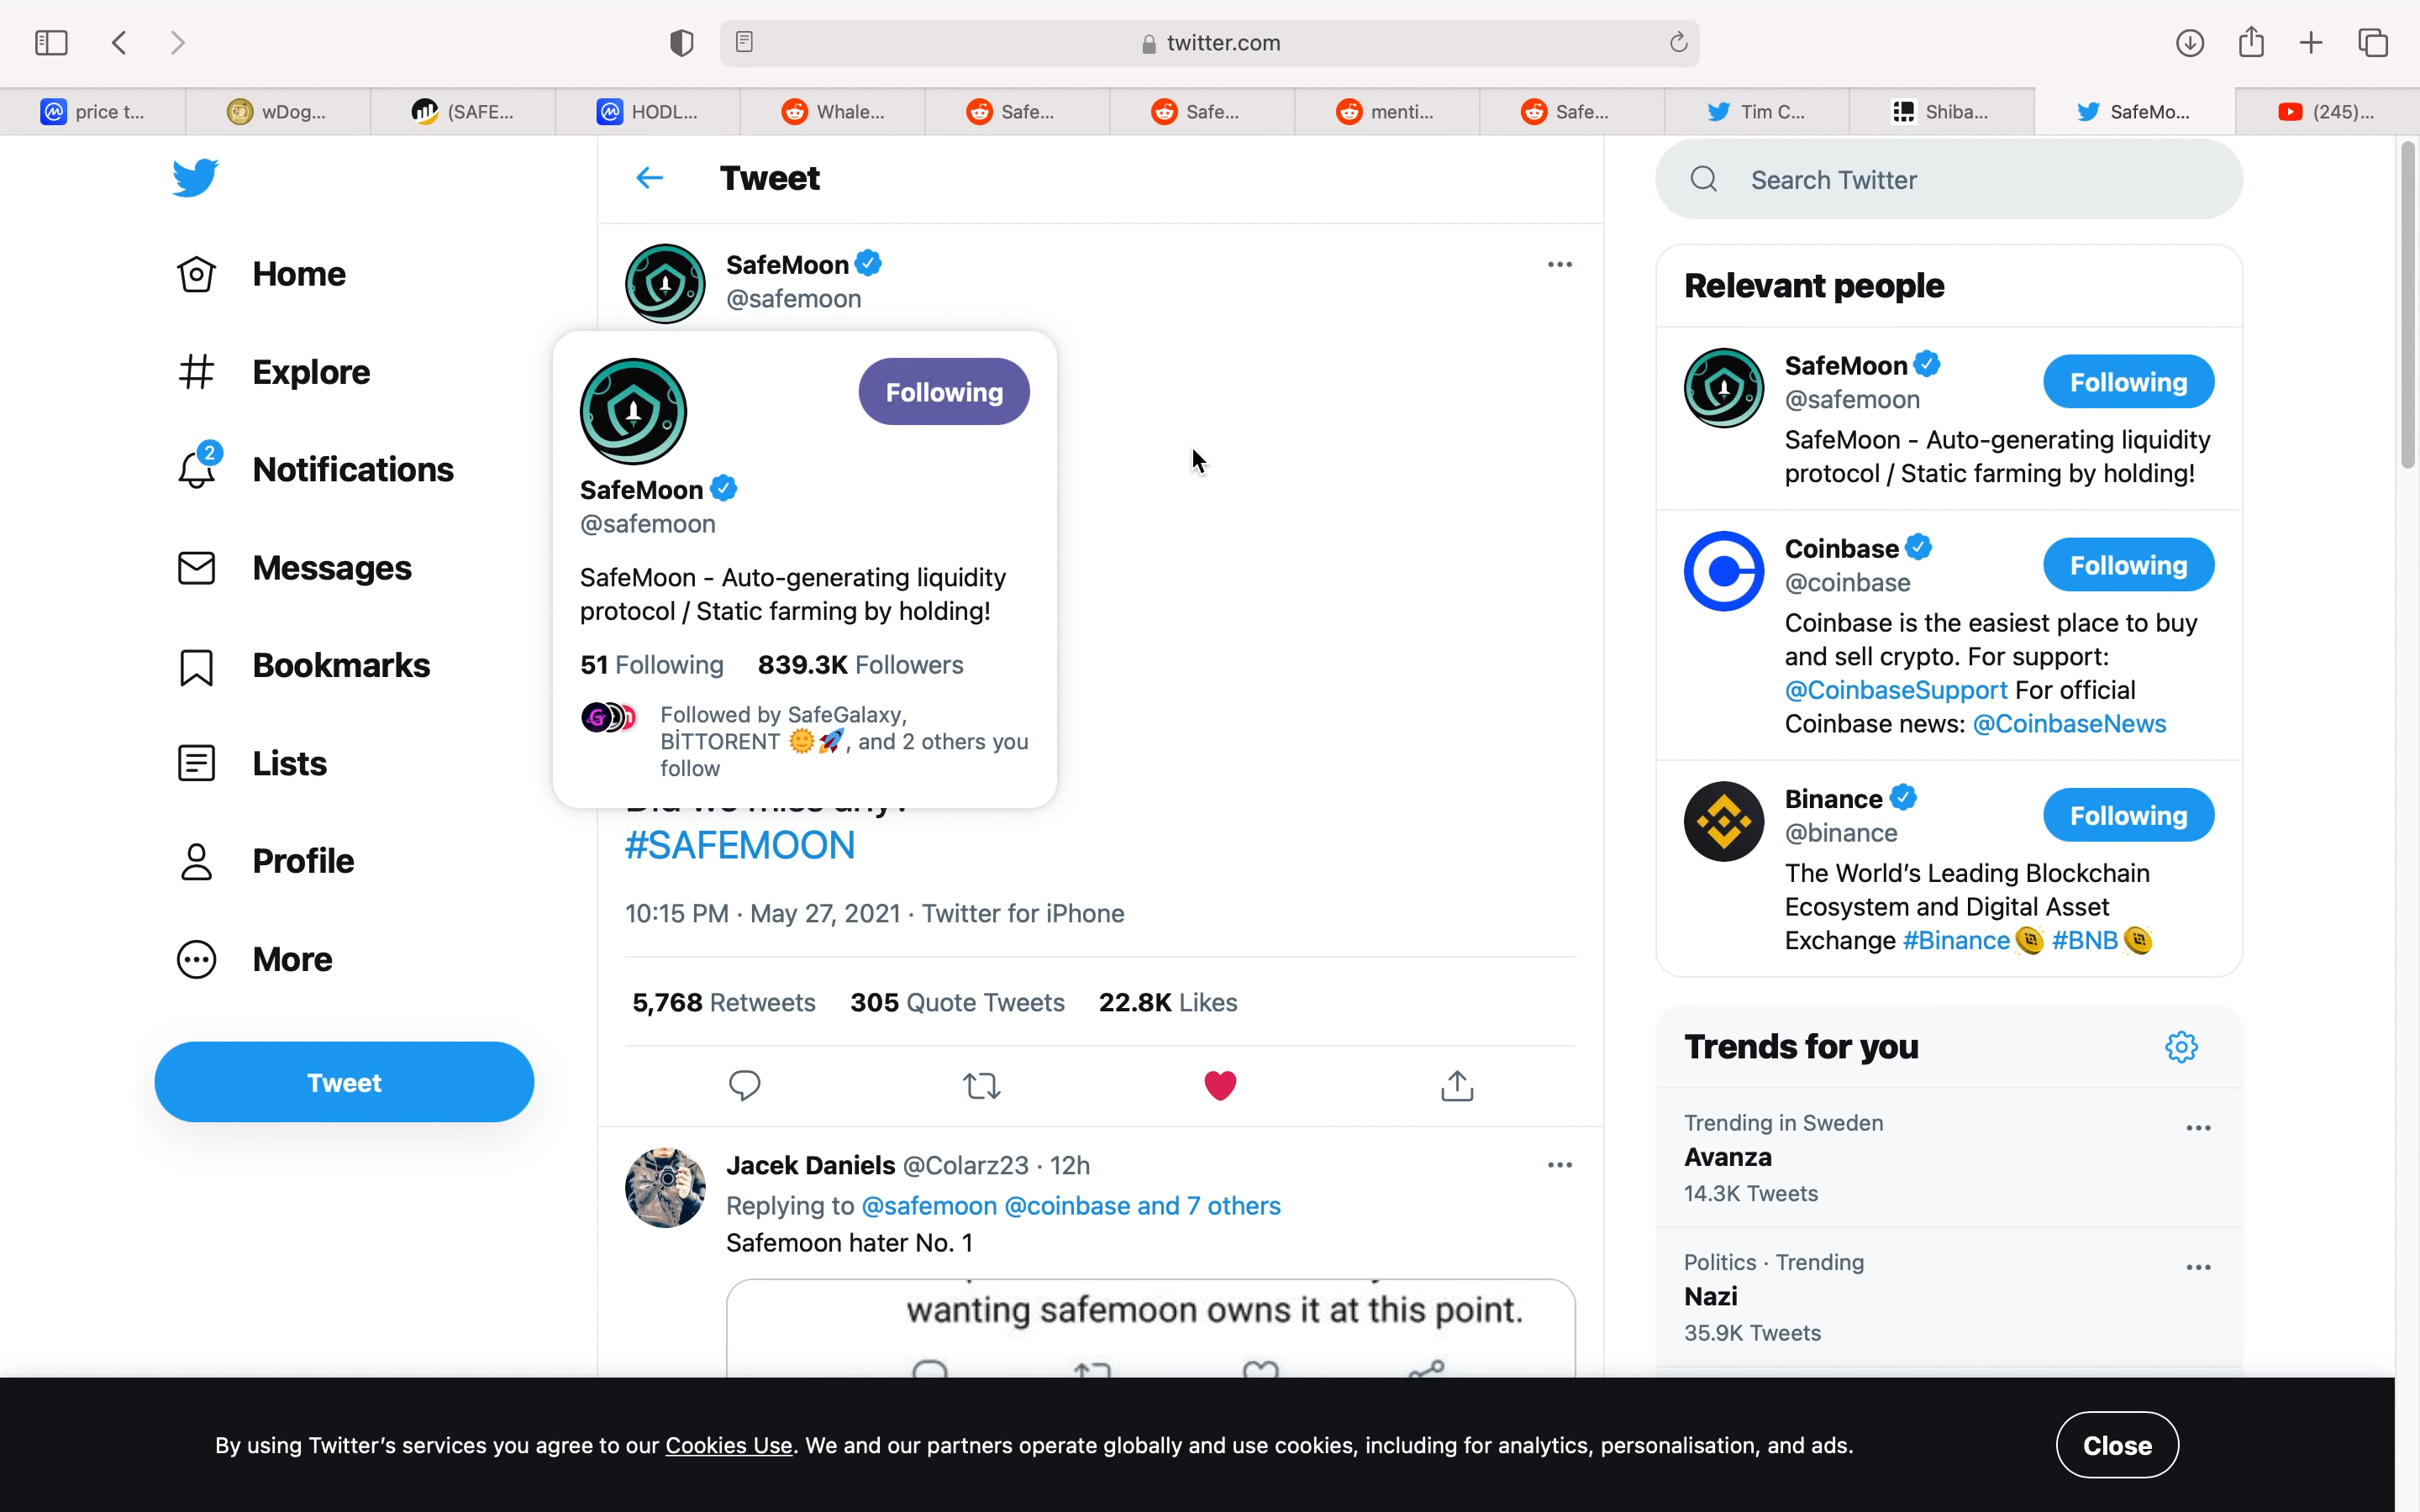 twitter.com
price t...
wDog...
(SAFE...
HODL...
Whale...
Safe...
Safe...
menti...
Safe...
Tim C...
Shiba...
SafeMo...
(245)...
Home
Explore
2
Notifications
Messages
Bookmarks
Lists
Profile
More
Tweet
Tweet
SafeMoon
@safemoon
Following
SafeMoon
@safemoon
SafeMoon - Auto-generating liquidity
protocol / Static farming by holding!
51 Following 839.3K Followers
Followed by SafeGalaxy,
BİTTORENT 🌞🚀, and 2 others you
follow
Did we miss any?
#SAFEMOON
10:15 PM · May 27, 2021 · Twitter for iPhone
5,768 Retweets 305 Quote Tweets 22.8K Likes
Jacek Daniels @Colarz23 · 12h
Replying to @safemoon @coinbase and 7 others
Safemoon hater No. 1
wanting safemoon owns it at this point.
Search Twitter
Relevant people
SafeMoon
@safemoon
Following
SafeMoon - Auto-generating liquidity
protocol / Static farming by holding!
Coinbase
@coinbase
Following
Coinbase is the easiest place to buy
and sell crypto. For support:
@CoinbaseSupport For official
Coinbase news: @CoinbaseNews
Binance
@binance
Following
The World's Leading Blockchain
Ecosystem and Digital Asset
Exchange #Binance #BNB
Trends for you
Trending in Sweden
Avanza
14.3K Tweets
Politics · Trending
Nazi
35.9K Tweets
By using Twitter's services you agree to our Cookies Use. We and our partners operate globally and use cookies, including for analytics, personalisation, and ads.
Close